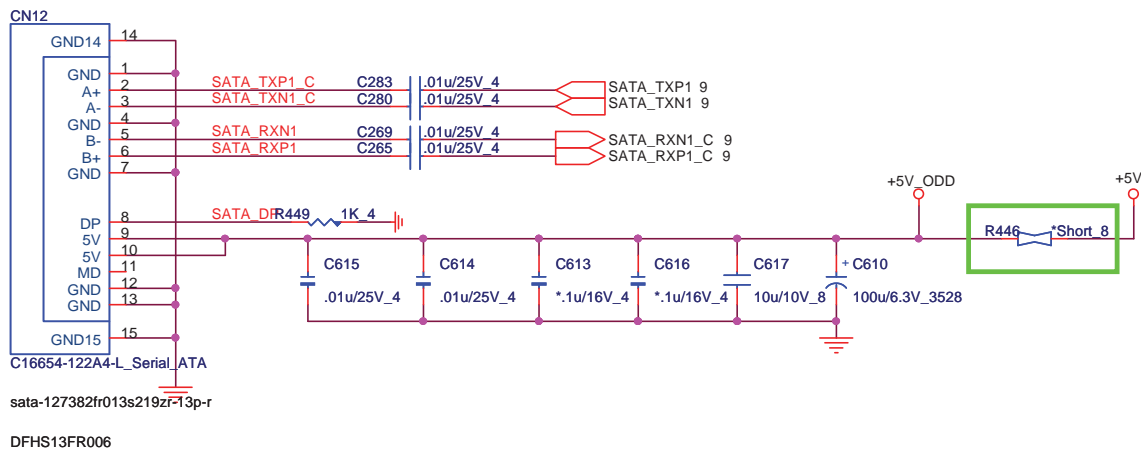 CN12
GND14 14
GND 1
A+ 2 SATA_TXP1_C C283 .01u/25V_4 SATA_TXP1 9
A- 3 SATA_TXN1_C C280 .01u/25V_4 SATA_TXN1 9
GND 4
B- 5 SATA_RXN1 C269 .01u/25V_4 SATA_RXN1_C 9
B+ 6 SATA_RXP1 C265 .01u/25V_4 SATA_RXP1_C 9
GND 7
+5V_ODD +5V
DP 8 SATA_DP R449 1K_4
5V 9 R446 *Short_8
5V 10
MD 11
GND 12
GND 13
C615 C614 C613 C616 C617 + C610
.01u/25V_4 .01u/25V_4 *.1u/16V_4 *.1u/16V_4 10u/10V_8 100u/6.3V_3528
GND15 15
C16654-122A4-L_Serial_ATA
sata-127382fr013s219zr-13p-r
DFHS13FR006